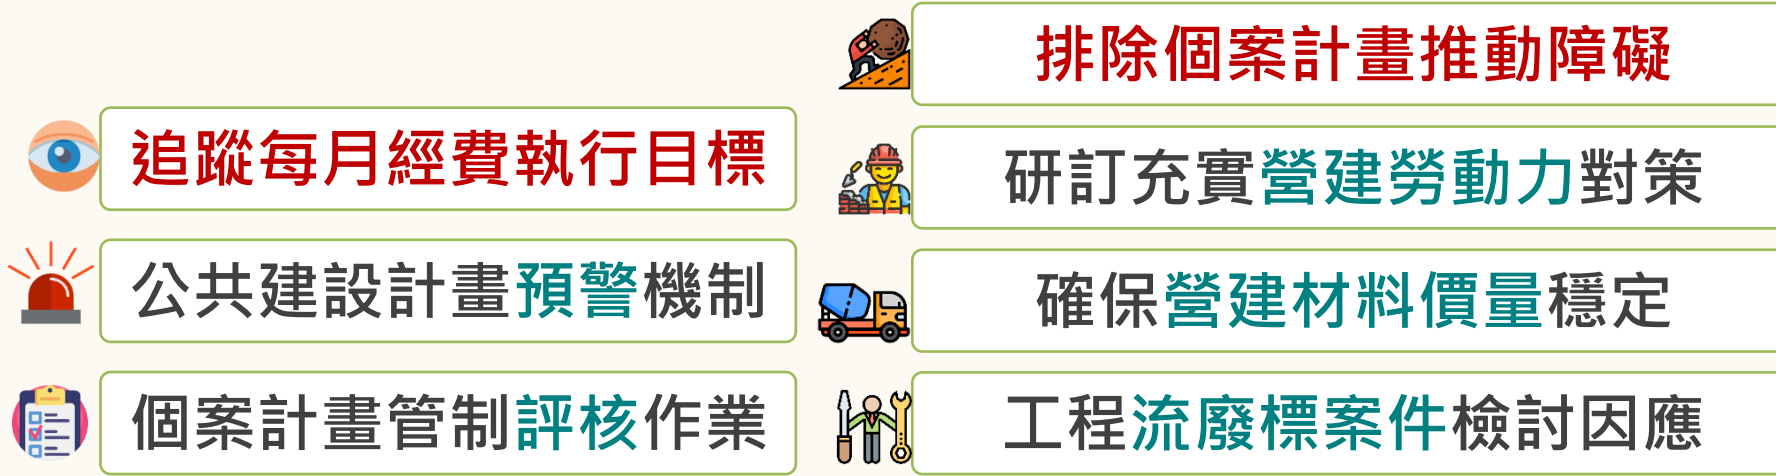 追蹤每月經費執行目標
公共建設計畫預警機制
個案計畫管制評核作業
排除個案計畫推動障礙
研訂充實營建勞動力對策
確保營建材料價量穩定
工程流廢標案件檢討因應